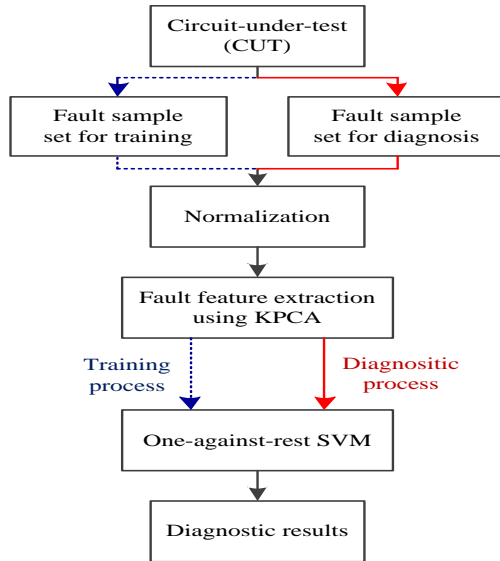 Circuit-under-test
(CUT)
Fault sample
set for training
Fault sample
set for diagnosis
Normalization
Fault feature extraction
using KPCA
Training
process
Diagnositic
process
One-against-rest SVM
Diagnostic results